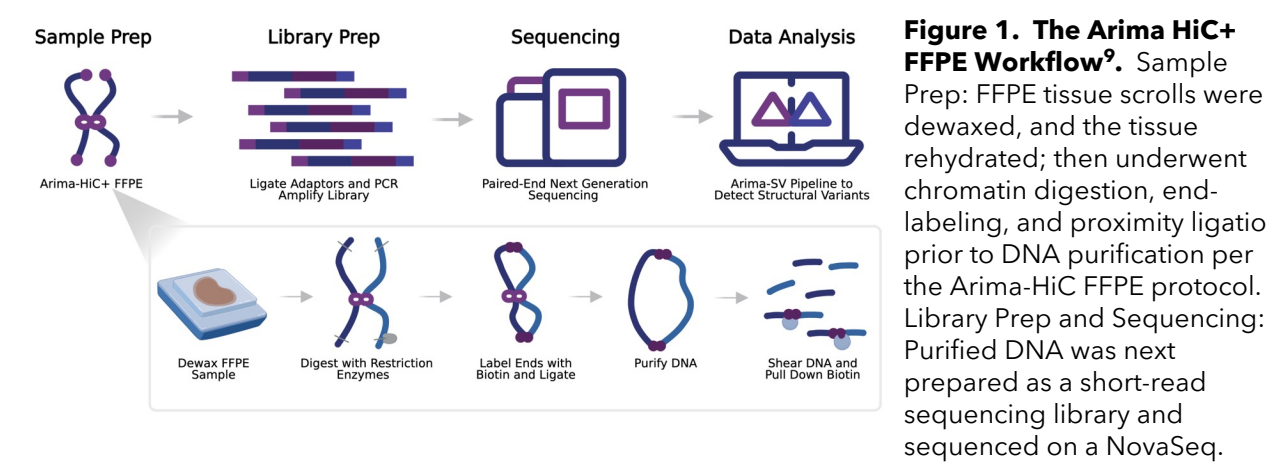 Sample Prep
Library Prep
Sequencing
Data Analysis
Arima-HiC+ FFPE
Ligate Adaptors and PCR
Amplify Library
Paired-End Next Generation
Sequencing
Arima-SV Pipeline to
Detect Structural Variants
Dewax FFPE
Sample
Digest with Restriction
Enzymes
Label Ends with
Biotin and Ligate
Purify DNA
Shear DNA and
Pull Down Biotin
Figure 1. The Arima HiC+
FFPE Workflow⁹. Sample
Prep: FFPE tissue scrolls were
dewaxed, and the tissue
rehydrated; then underwent
chromatin digestion, end-
labeling, and proximity ligatio
prior to DNA purification per
the Arima-HiC FFPE protocol.
Library Prep and Sequencing:
Purified DNA was next
prepared as a short-read
sequencing library and
sequenced on a NovaSeq.